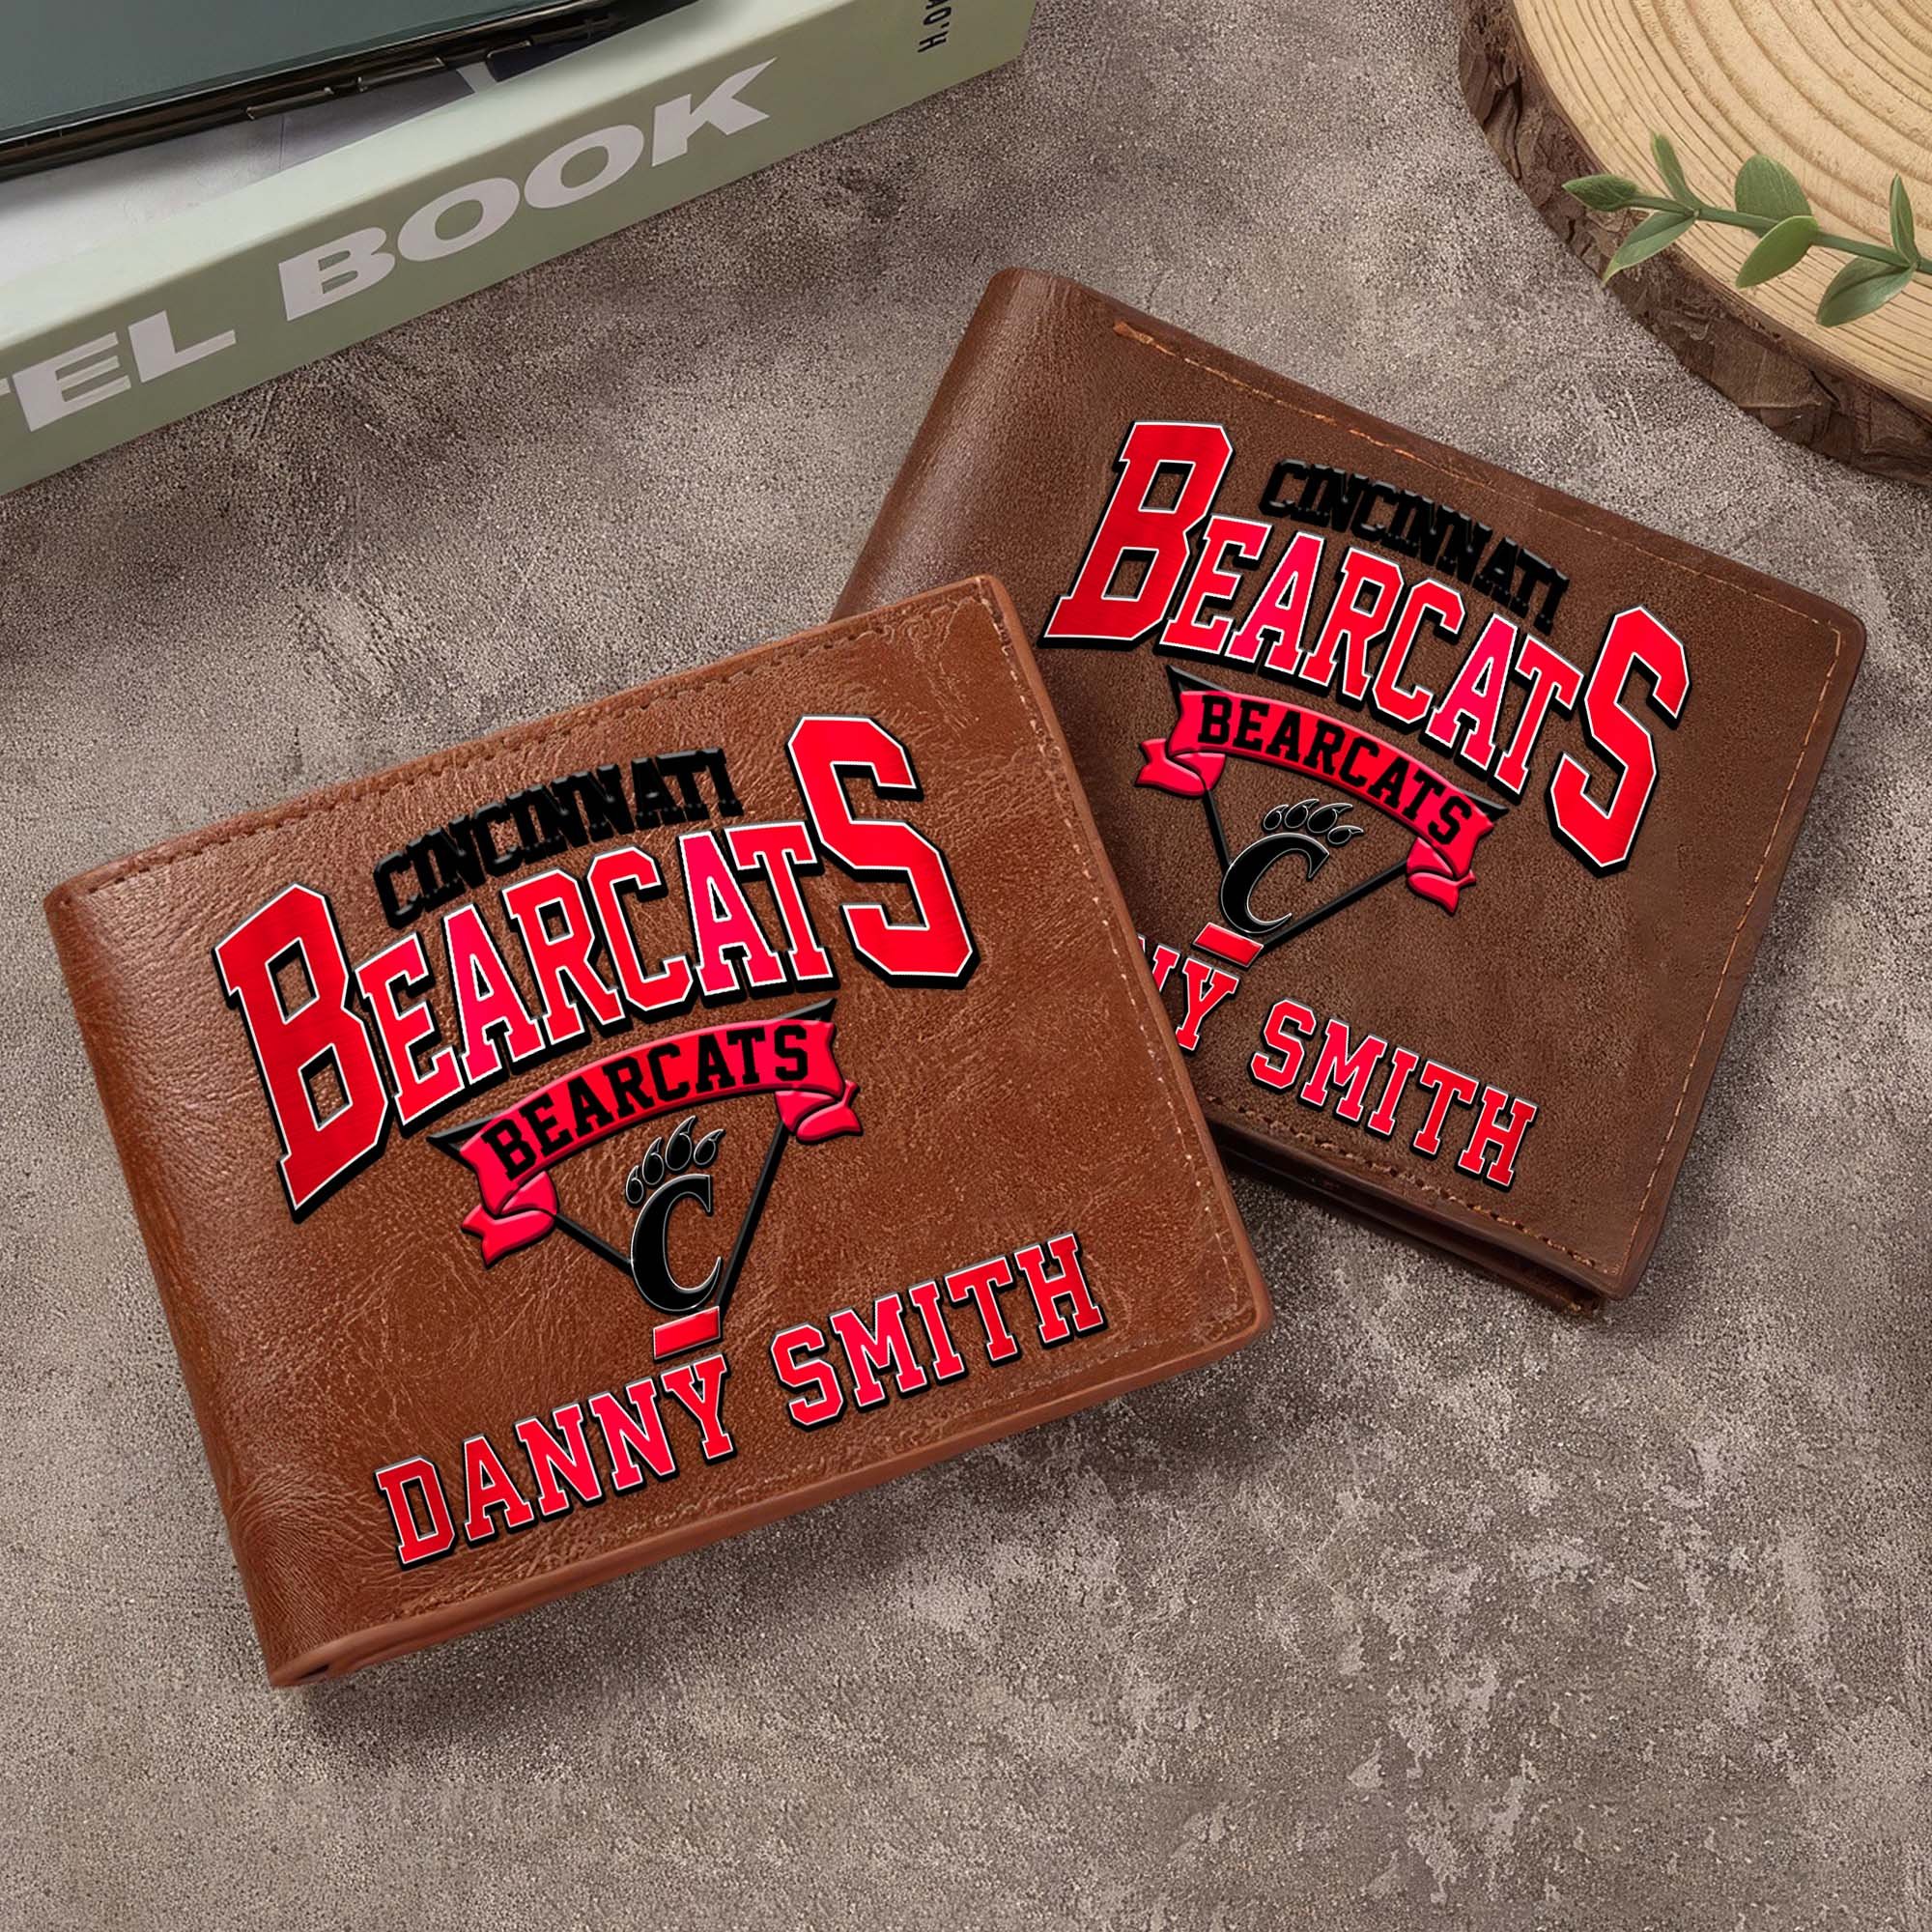 TEL BOOK
CINCINNATI
BEARCATS
BEARCATS
C
DANNY SMITH
CINCINNATI
BEARCATS
BEARCATS
C
NY SMITH